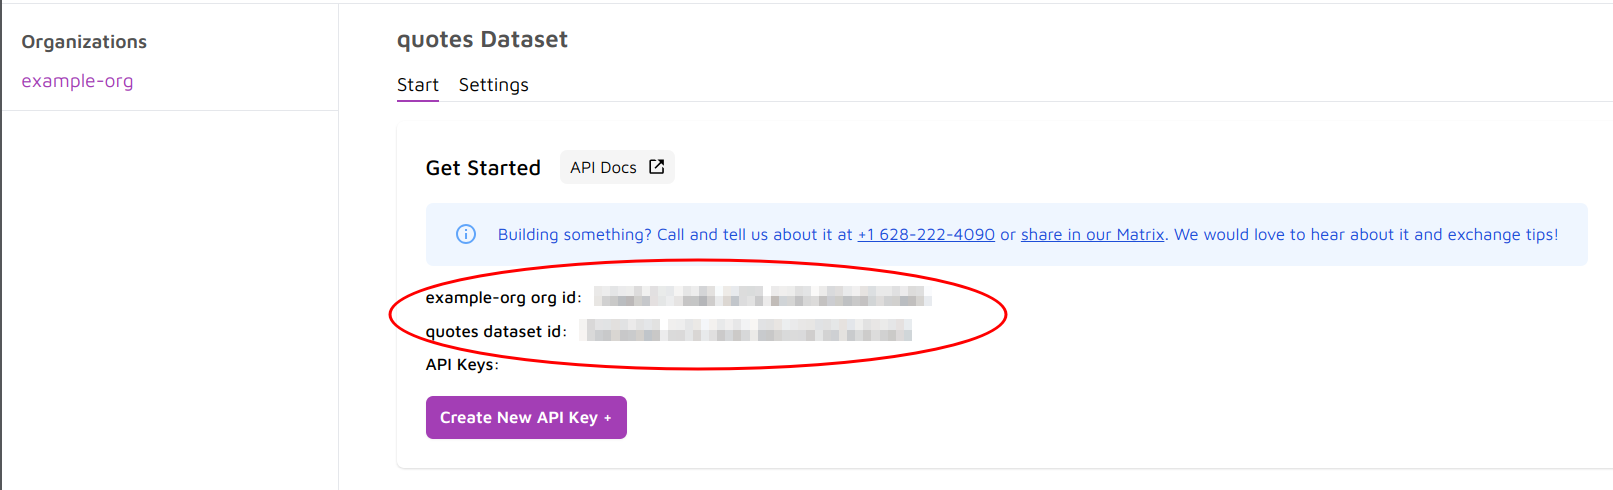 Organizations
example-org
quotes Dataset
Start Settings
Get Started API Docs
Building something? Call and tell us about it at +1 628-222-4090 or share in our Matrix. We would love to hear about it and exchange tips!
example-org org id:
quotes dataset id:
API Keys:
Create New API Key +